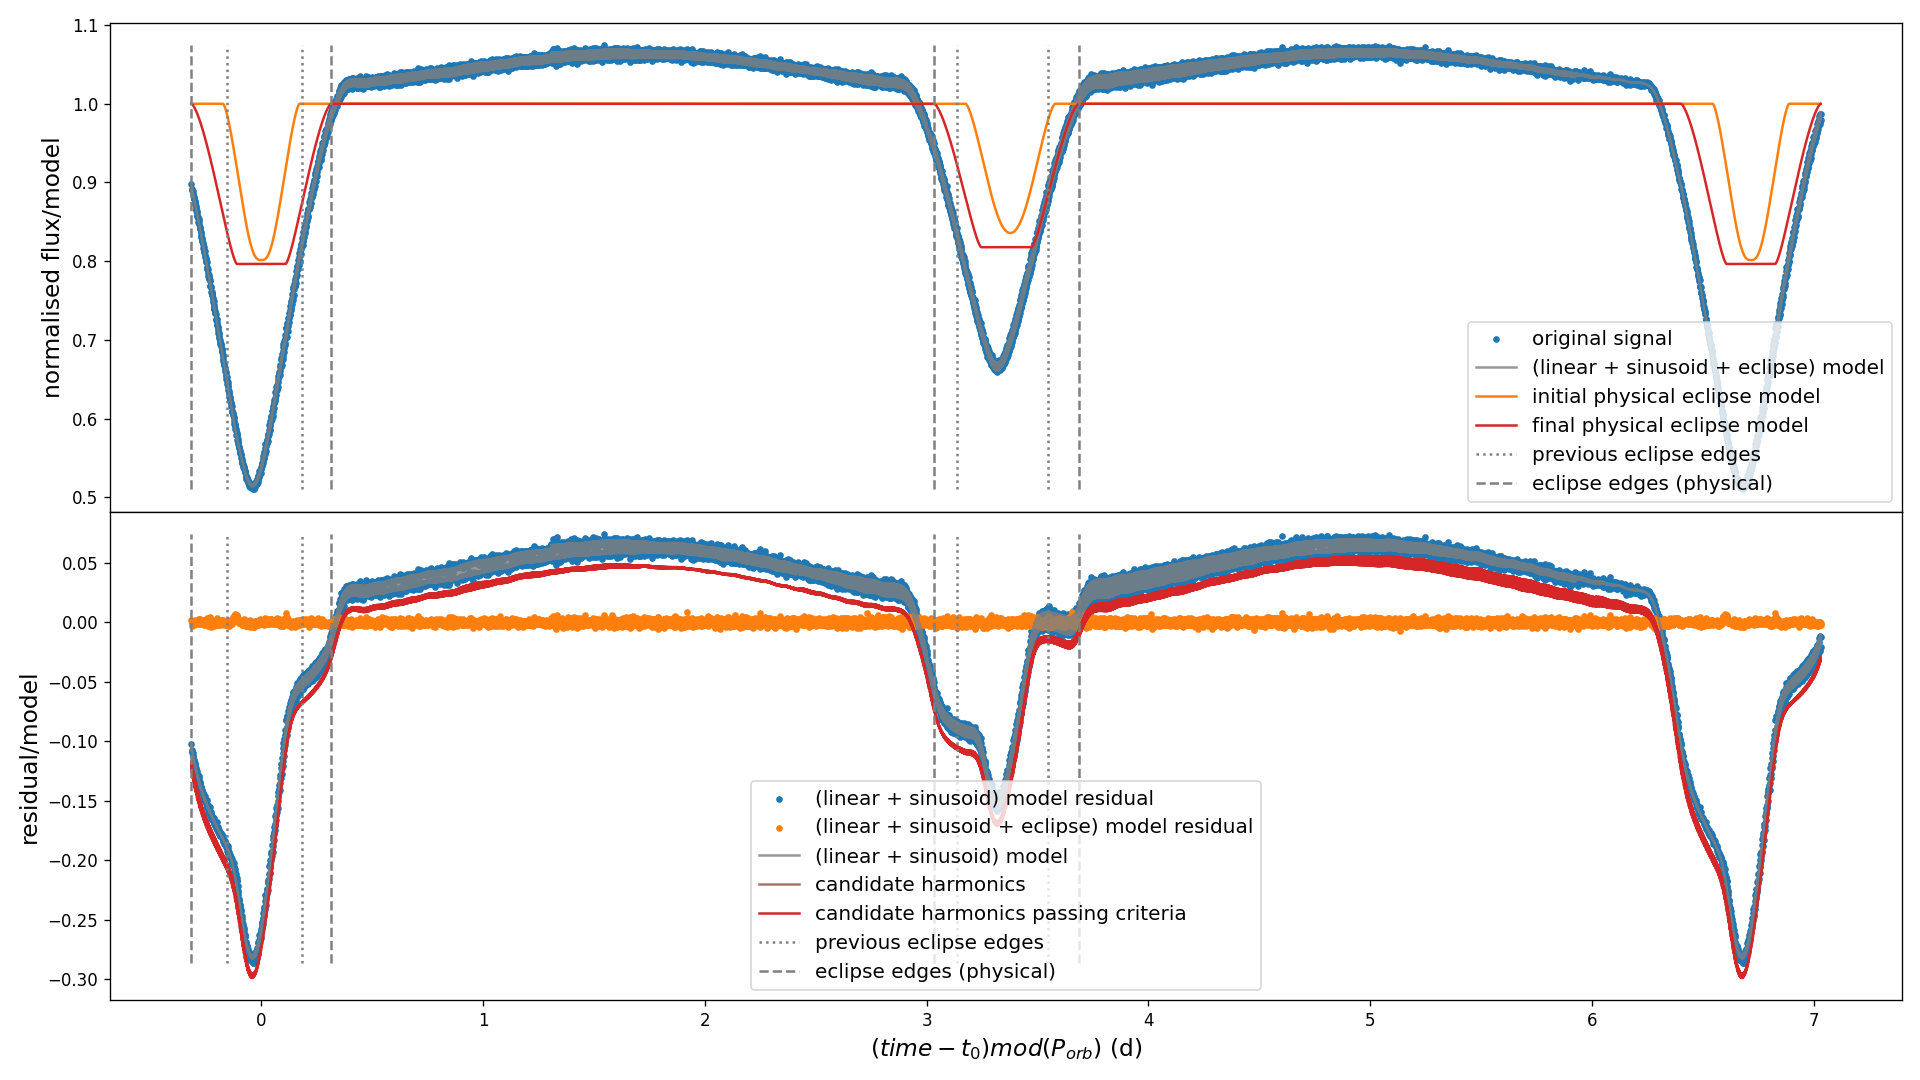 normalised flux/model
1.1
1.0
0.9
0.8
0.7
0.6
0.5
original signal
(linear + sinusoid + eclipse) model
initial physical eclipse model
final physical eclipse model
previous eclipse edges
eclipse edges (physical)
residual/model
0.05
0.00
−0.05
−0.10
−0.15
−0.20
−0.25
−0.30
(linear + sinusoid) model residual
(linear + sinusoid + eclipse) model residual
(linear + sinusoid) model
candidate harmonics
candidate harmonics passing criteria
previous eclipse edges
eclipse edges (physical)
0 1 2 3 4 5 6 7
(time − t₀)mod(Pₒᵣb) (d)